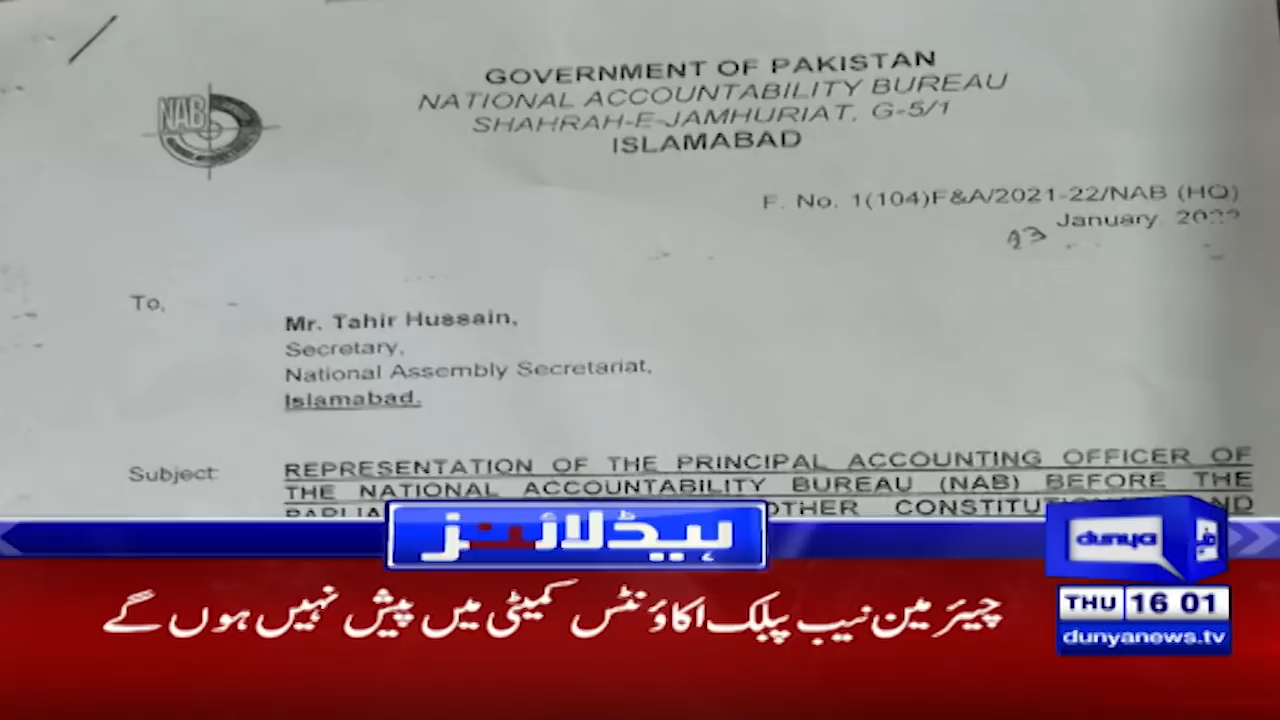 NAB
GOVERNMENT OF PAKISTAN
NATIONAL ACCOUNTABILITY BUREAU
SHAHRAH-E-JAMHURIAT, G-5/1
ISLAMABAD
F. No. 1(104)F&A/2021-22/NAB (HQ)
January 2022
To,
Mr. Tahir Hussain,
Secretary,
National Assembly Secretariat,
Islamabad.
Subject: REPRESENTATION OF THE PRINCIPAL ACCOUNTING OFFICER OF
THE NATIONAL ACCOUNTABILITY BUREAU (NAB) BEFORE THE
OTHER
ہیڈلائنز
dunya
چیئرمین نیب پبلک اکاؤنٹس کمیٹی میں پیش نہیں ہوں گے
THU 16 01
dunyanews.tv